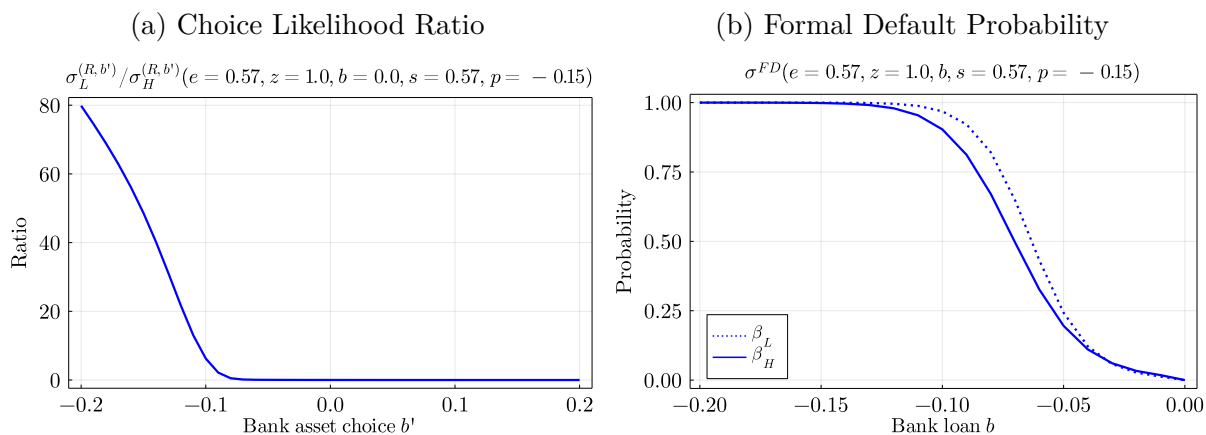 (a) Choice Likelihood Ratio
σ_L^{(R,b')}/σ_H^{(R,b')}(e = 0.57, z = 1.0, b = 0.0, s = 0.57, p = − 0.15)
80
60
40
20
0
Ratio
−0.2 −0.1 0.0 0.1 0.2
Bank asset choice b'
(b) Formal Default Probability
σ^{FD}(e = 0.57, z = 1.0, b, s = 0.57, p = − 0.15)
1.00
0.75
0.50
0.25
0.00
Probability
β_L
β_H
−0.20 −0.15 −0.10 −0.05 0.00
Bank loan b